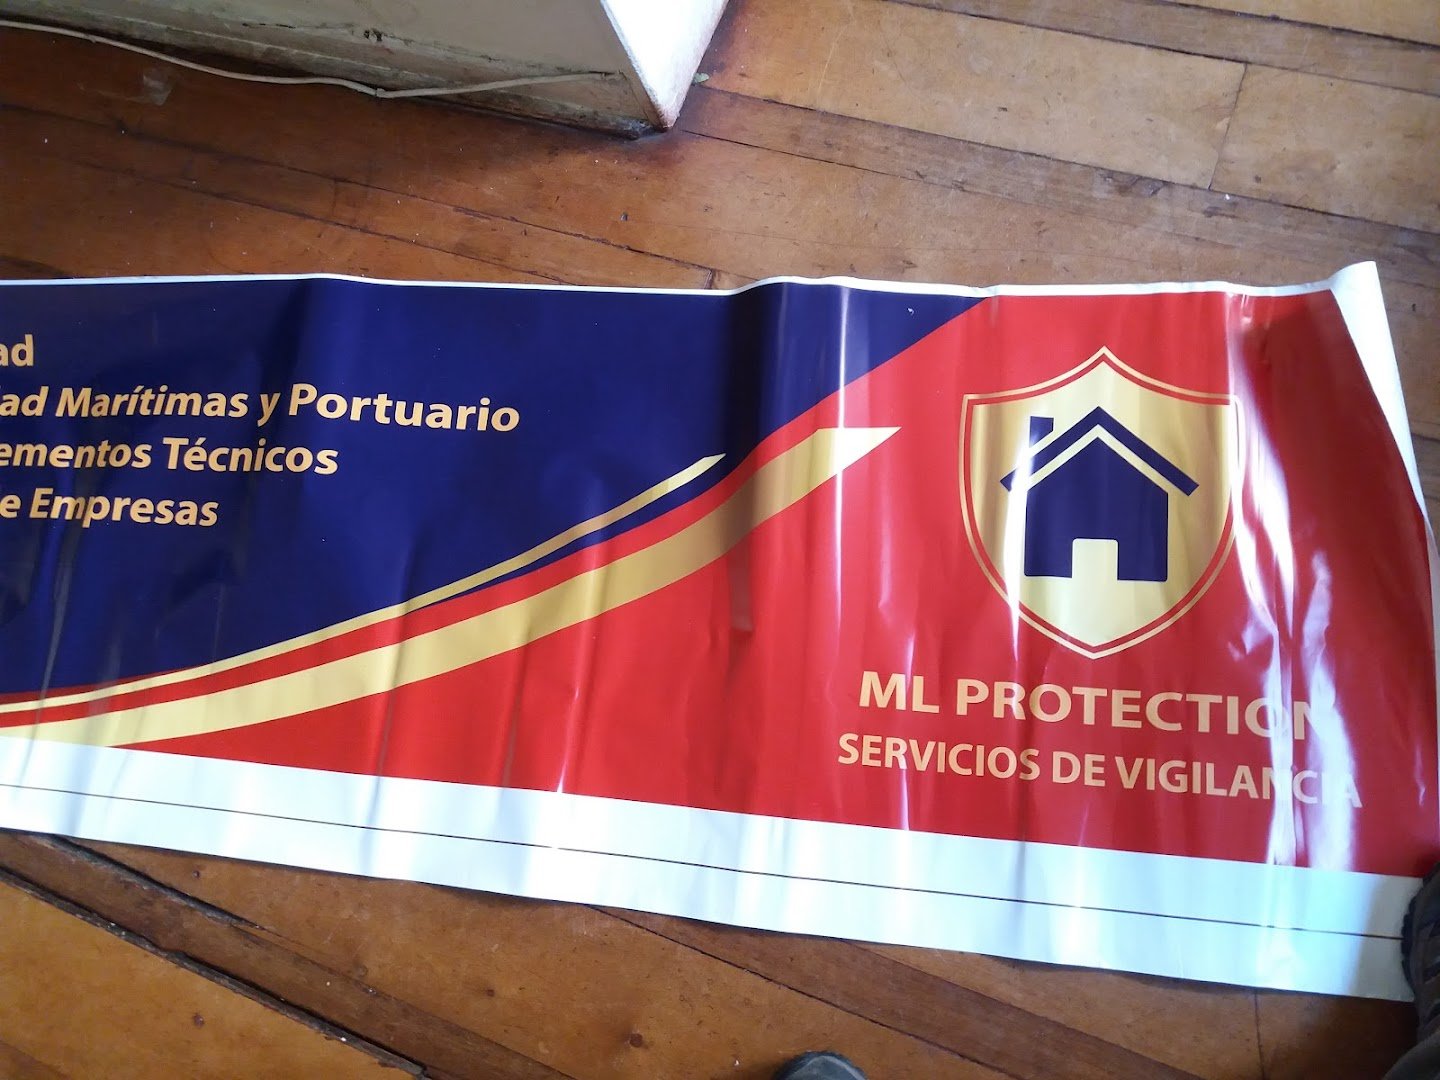 ad
ad Marítimas y Portuario
ementos Técnicos
e Empresas
ML PROTECTION
SERVICIOS DE VIGILANCIA